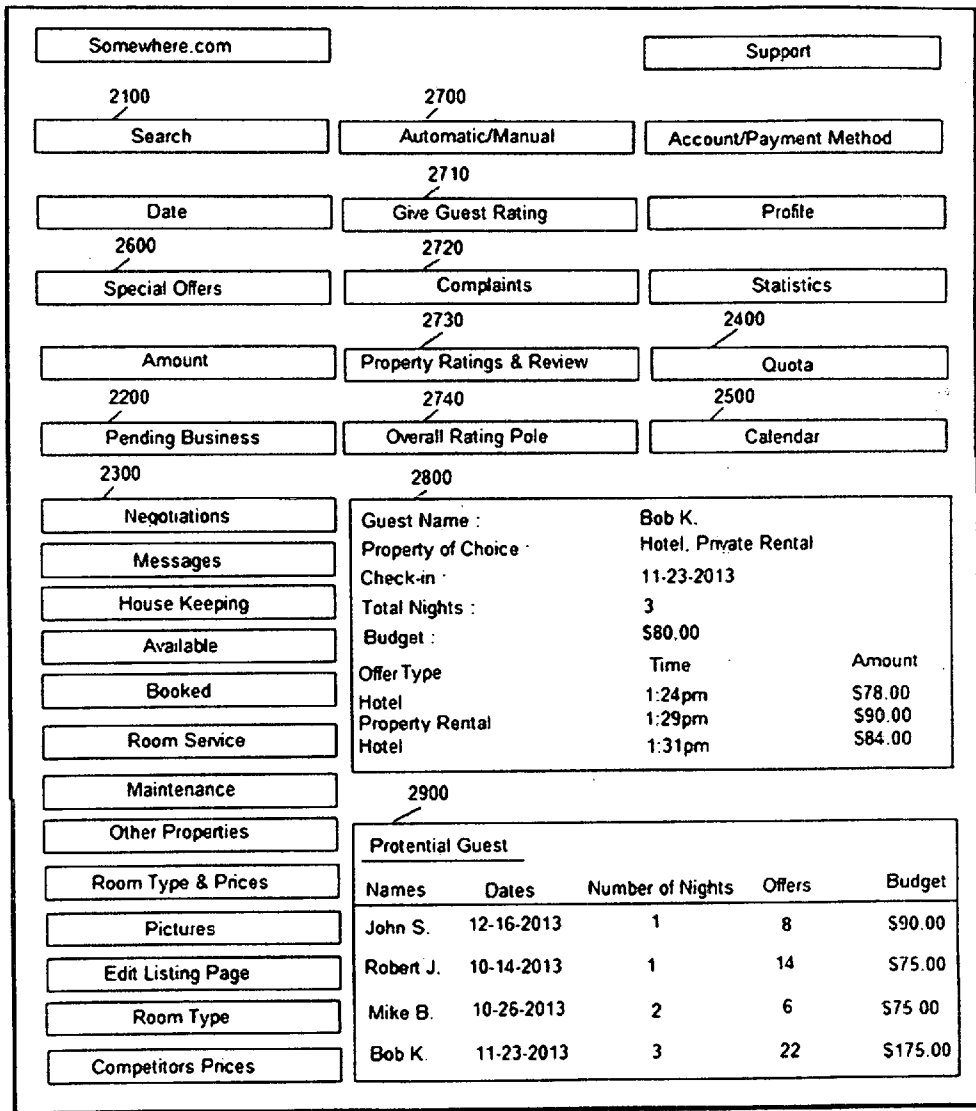 Somewhere.com
Support
2100
2700
Search
Automatic/Manual
Account/Payment Method
2710
Date
Give Guest Rating
Profile
2600
2720
Special Offers
Complaints
Statistics
2730
2400
Amount
Property Ratings & Review
Quota
2200
2740
2500
Pending Business
Overall Rating Pole
Calendar
2300
2800
Negotiations
Messages
House Keeping
Available
Booked
Room Service
Maintenance
Other Properties
Room Type & Prices
Pictures
Edit Listing Page
Room Type
Competitors Prices
Guest Name : Bob K.
Property of Choice : Hotel, Private Rental
Check-in : 11-23-2013
Total Nights : 3
Budget : $80.00
Offer Type Time Amount
Hotel 1:24pm $78.00
Property Rental 1:29pm $90.00
Hotel 1:31pm $84.00
2900
Protential Guest
Names Dates Number of Nights Offers Budget
John S. 12-16-2013 1 8 $90.00
Robert J. 10-14-2013 1 14 $75.00
Mike B. 10-26-2013 2 6 $75.00
Bob K. 11-23-2013 3 22 $175.00